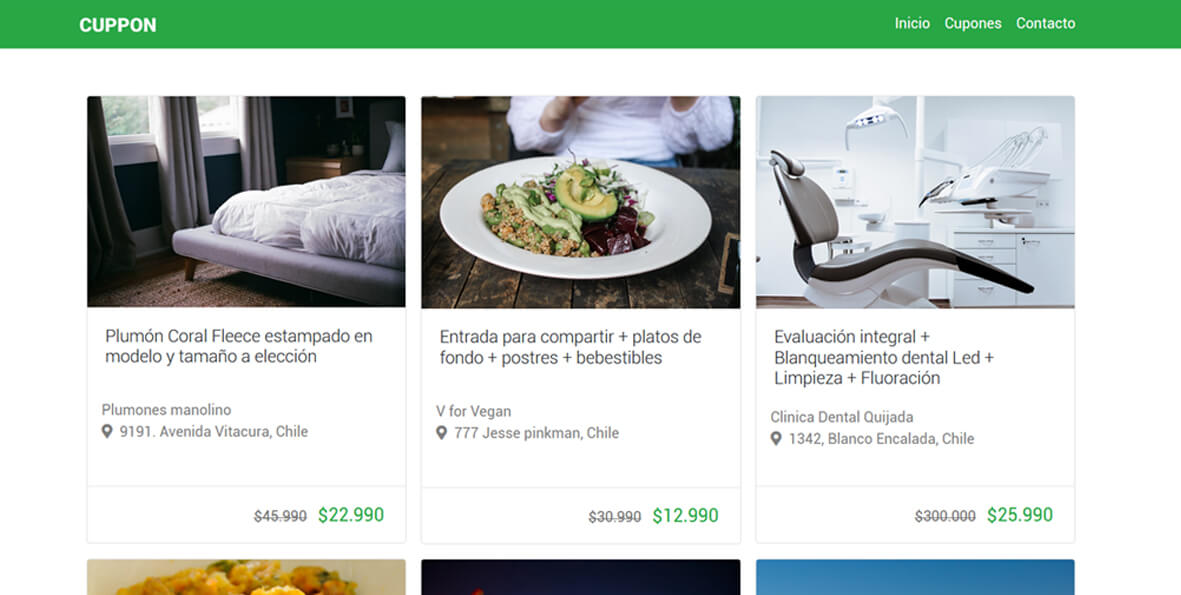 CUPPON
Inicio Cupones Contacto
Plumón Coral Fleece estampado en
modelo y tamaño a elección
Plumones manolino
9191. Avenida Vitacura, Chile
$45.990 $22.990
Entrada para compartir + platos de
fondo + postres + bebestibles
V for Vegan
777 Jesse pinkman, Chile
$30.990 $12.990
Evaluación integral +
Blanqueamiento dental Led +
Limpieza + Fluoración
Clinica Dental Quijada
1342, Blanco Encalada, Chile
$300.000 $25.990